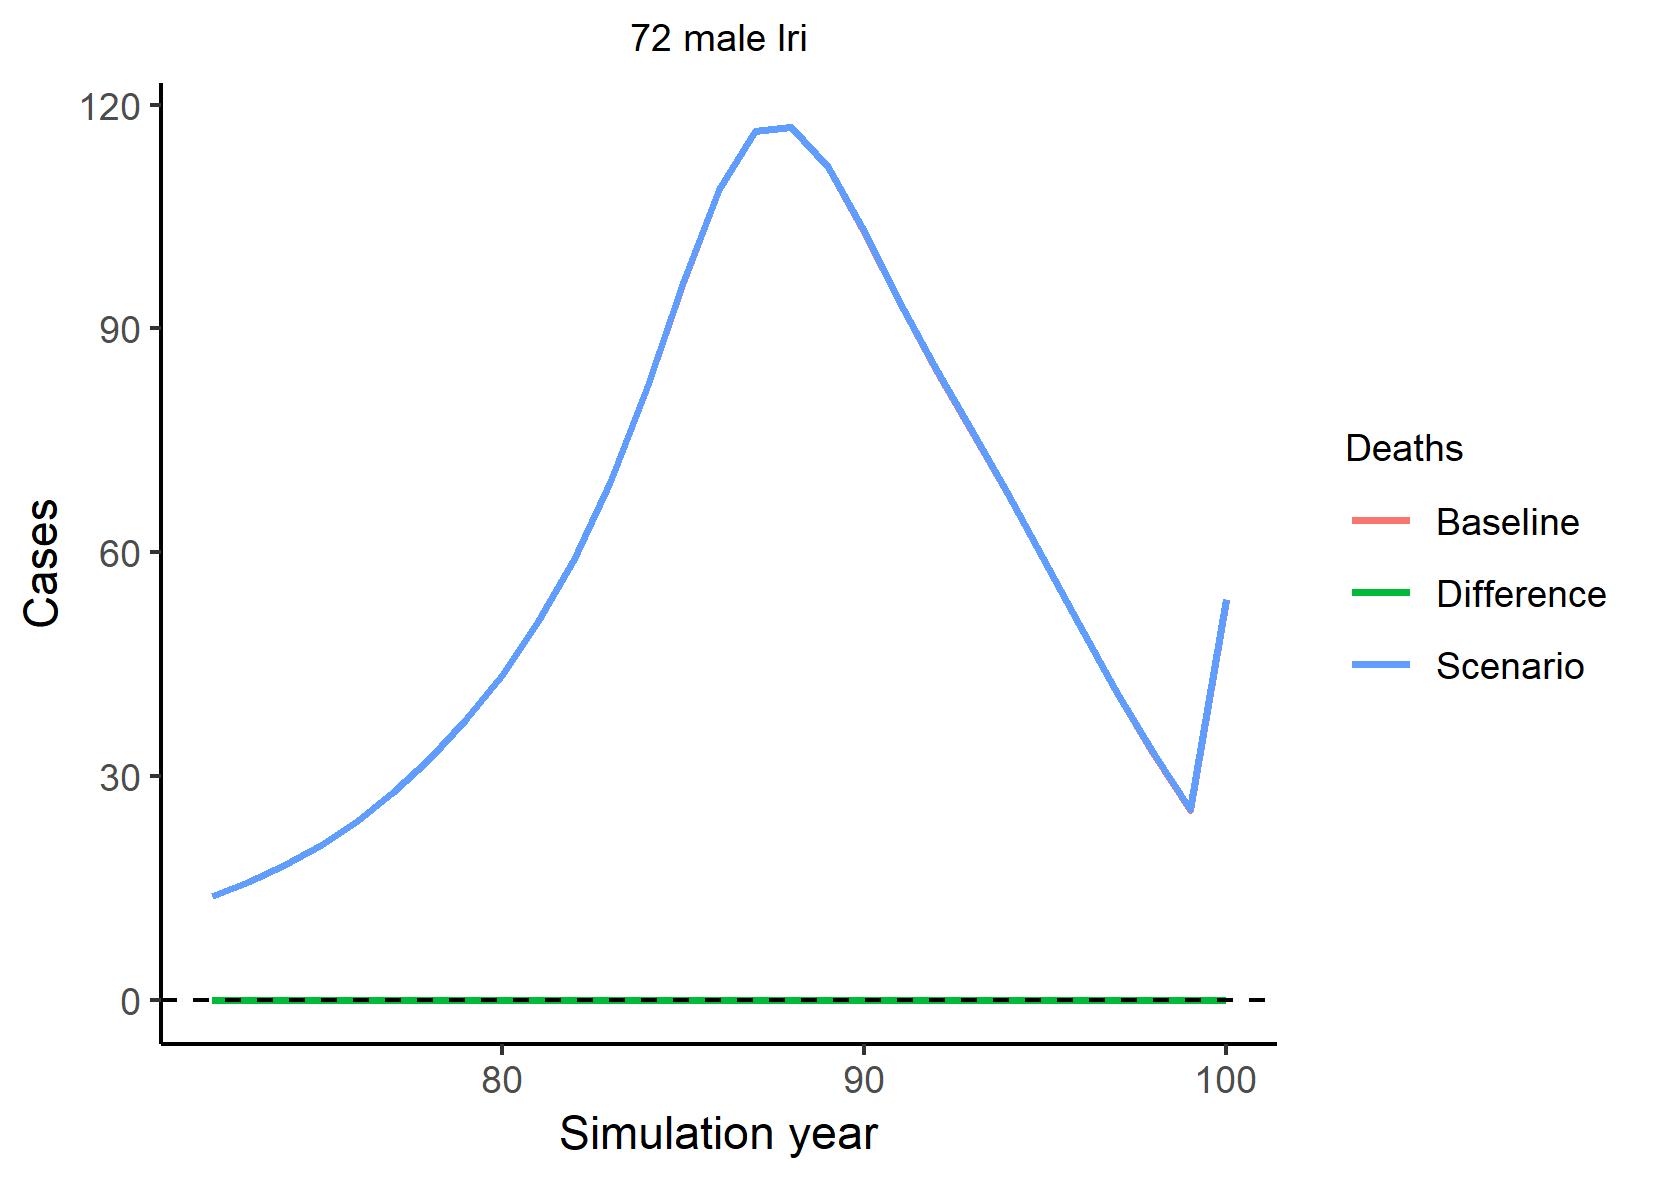 72 male lri
120
90
60
30
0
Cases
80
90
100
Simulation year
Deaths
Baseline
Difference
Scenario